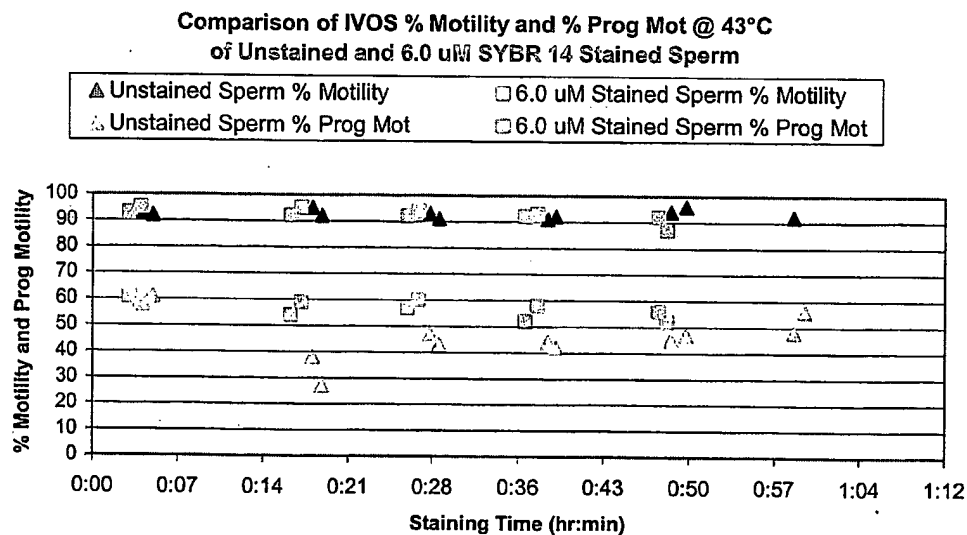 Comparison of IVOS % Motility and % Prog Mot @ 43°C
of Unstained and 6.0 uM SYBR 14 Stained Sperm
Unstained Sperm % Motility
6.0 uM Stained Sperm % Motility
Unstained Sperm % Prog Mot
6.0 uM Stained Sperm % Prog Mot
% Motility and Prog Motility
100
90
80
70
60
50
40
30
20
10
0
0:00 0:07 0:14 0:21 0:28 0:36 0:43 0:50 0:57 1:04 1:12
Staining Time (hr:min)